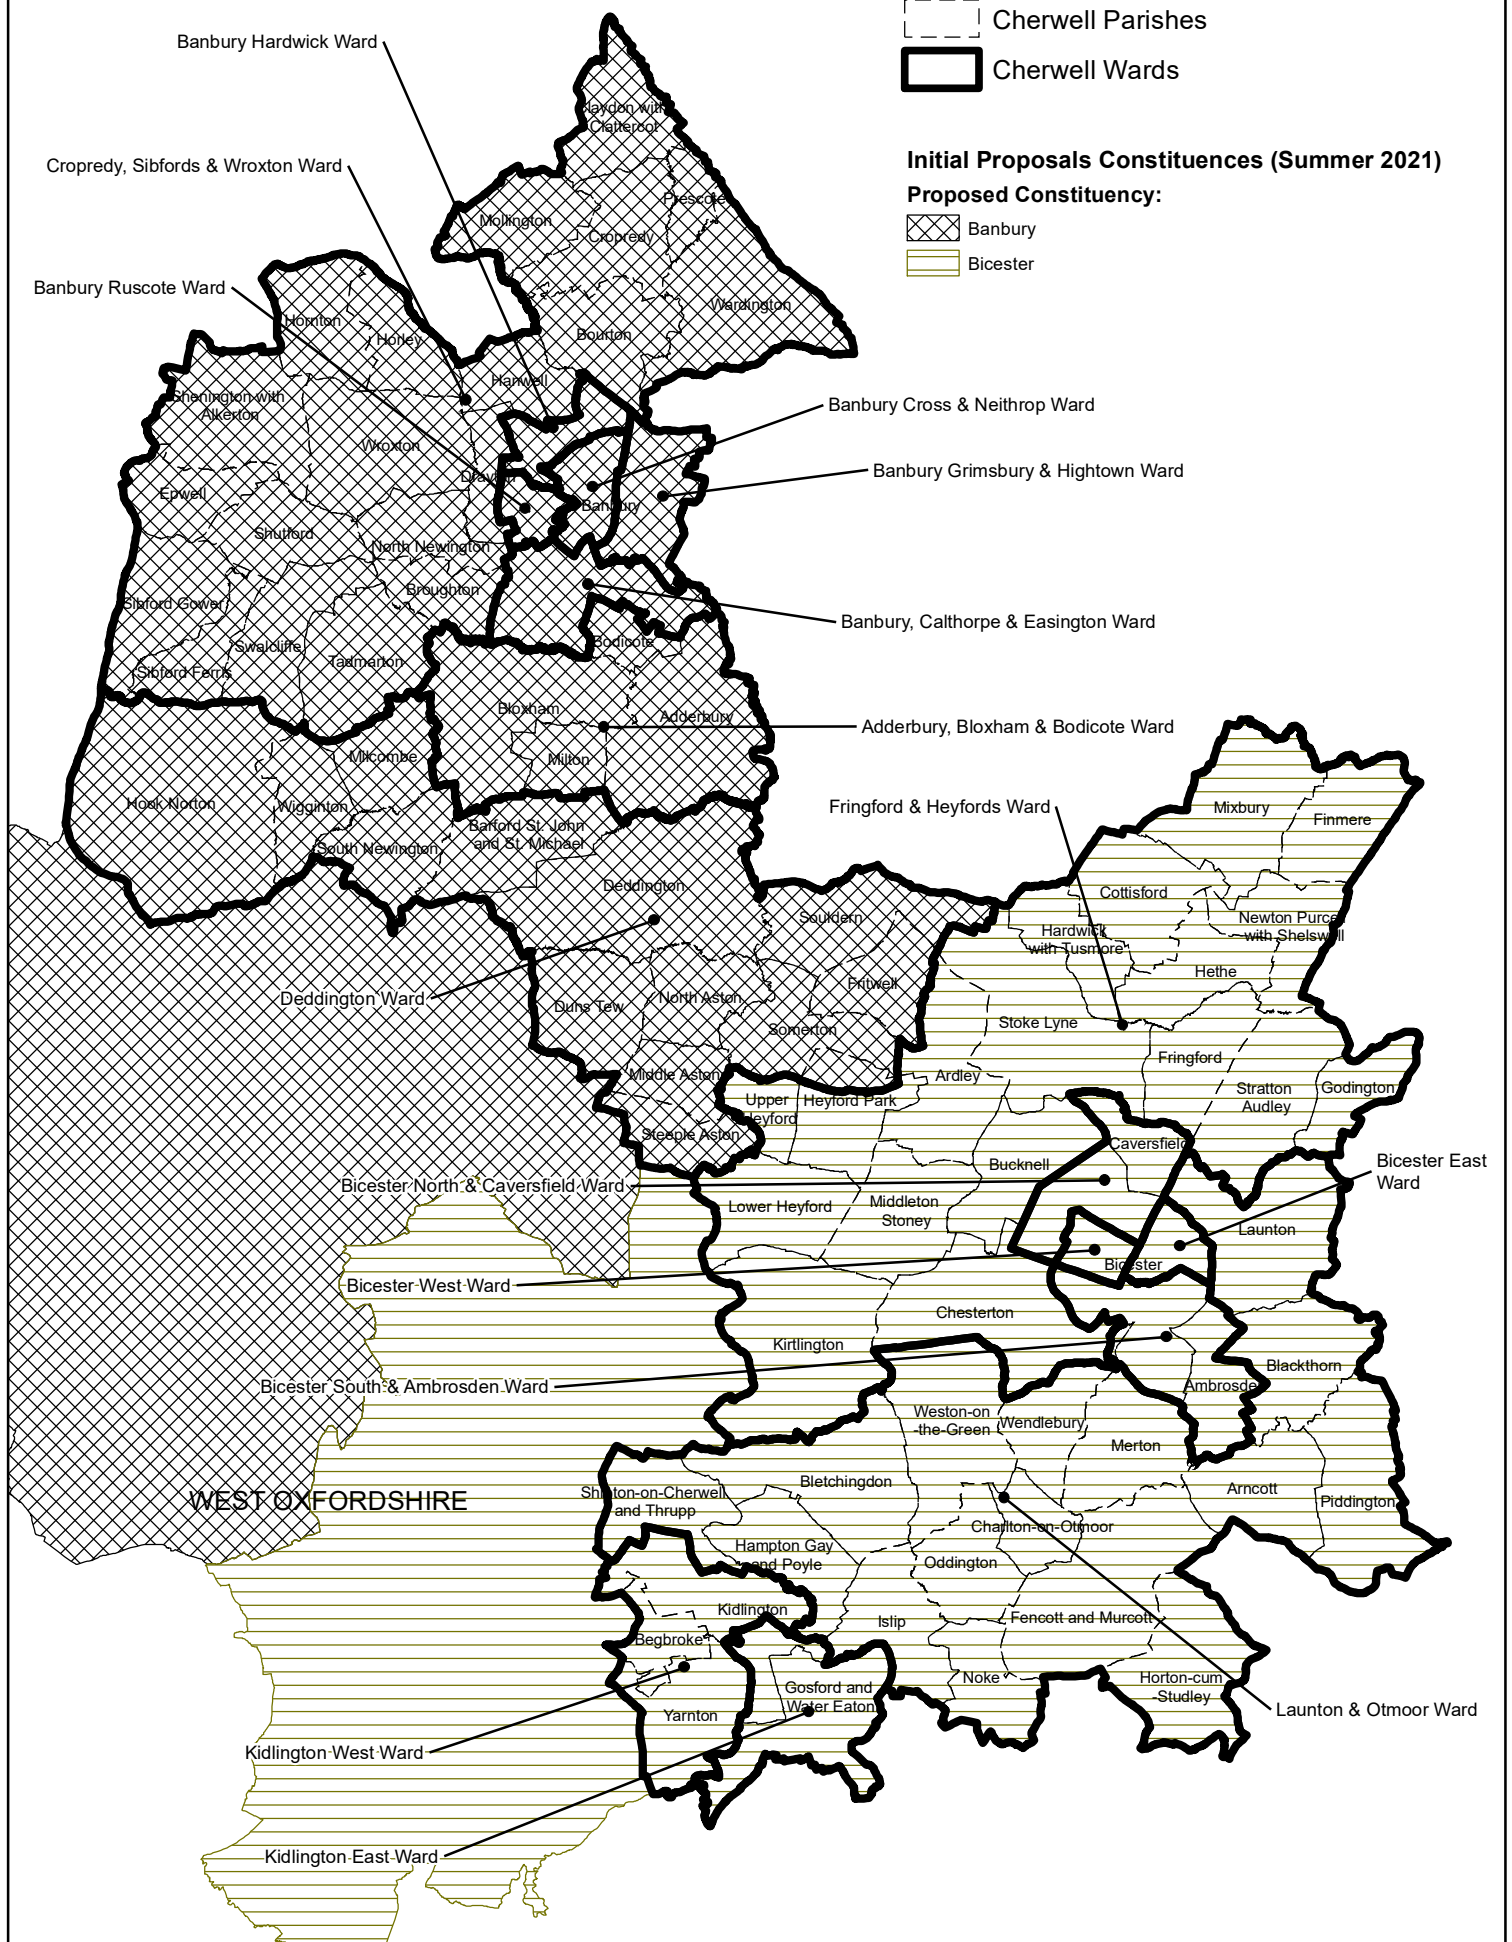 Cherwell Parishes
Cherwell Wards
Initial Proposals Constituences (Summer 2021)
Proposed Constituency:
Banbury
Bicester
Banbury Hardwick Ward
Cropredy, Sibfords & Wroxton Ward
Banbury Ruscote Ward
Banbury Cross & Neithrop Ward
Banbury Grimsbury & Hightown Ward
Banbury, Calthorpe & Easington Ward
Adderbury, Bloxham & Bodicote Ward
Fringford & Heyfords Ward
Deddington Ward
Bicester North & Caversfield Ward
Bicester East
Ward
Bicester West Ward
Bicester South & Ambrosden Ward
WEST OXFORDSHIRE
Launton & Otmoor Ward
Kidlington West Ward
Kidlington East Ward
laydon with
Clattercot
Prescote
Mollington
Cropredy
Wardington
Bourton
Hornton
Horley
Hanwell
Shenington with
Alkerton
Wroxton
Drayton
Epwell
Banbury
Shutford
North Newington
Broughton
Sibford Gower
Swalcliffe
Tadmarton
Sibford Ferris
Bodicote
Bloxham
Adderbury
Milton
Milcombe
Hook Norton
Wigginton
South Newington
Barford St. John
and St. Michael
Deddington
Souldern
Mixbury
Finmere
Cottisford
Newton Purcel
with Shelswell
Hardwick
with Tusmore
Hethe
Fritwell
Duns Tew
North Aston
Somerton
Stoke Lyne
Fringford
Middle Aston
Ardley
Stratton
Audley
Godington
Upper
Heyford
Heyford Park
Steeple Aston
Caversfield
Bucknell
Lower Heyford
Middleton
Stoney
Launton
Bicester
Chesterton
Kirtlington
Blackthorn
Ambrosde
Weston-on
-the-Green
Wendlebury
Merton
Bletchingdon
Arncott
Piddington
Shipton-on-Cherwell
and Thrupp
Charlton-on-Otmoor
Hampton Gay
and Poyle
Oddington
Kidlington
Islip
Fencott and Murcott
Begbroke
Noke
Horton-cum
-Studley
Gosford and
Water Eaton
Yarnton